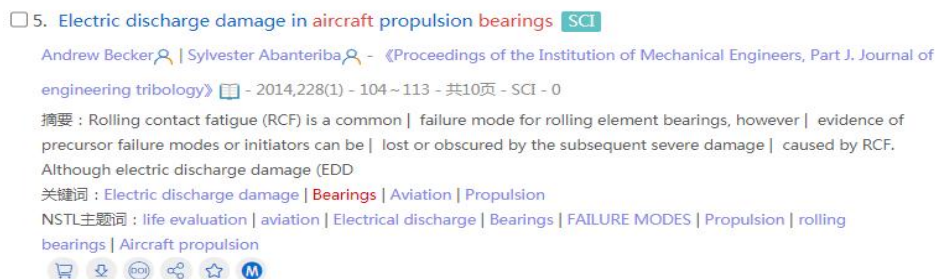 5. Electric discharge damage in aircraft propulsion bearings SCI
Andrew Becker | Sylvester Abanteriba - 《Proceedings of the Institution of Mechanical Engineers, Part J. Journal of
engineering tribology》 - 2014,228(1) - 104～113 - 共10页 - SCI - 0
摘要：Rolling contact fatigue (RCF) is a common | failure mode for rolling element bearings, however | evidence of
precursor failure modes or initiators can be | lost or obscured by the subsequent severe damage | caused by RCF.
Although electric discharge damage (EDD
关键词：Electric discharge damage | Bearings | Aviation | Propulsion
NSTL主题词：life evaluation | aviation | Electrical discharge | Bearings | FAILURE MODES | Propulsion | rolling
bearings | Aircraft propulsion
DOI M